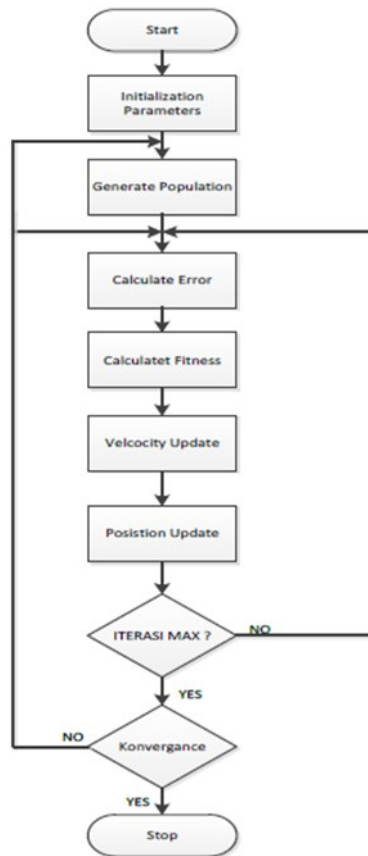 Start
Initialization
Parameters
Generate Population
Calculate Error
Calculatet Fitness
Velcocity Update
Posistion Update
ITERASI MAX ?
NO
YES
NO
Konvergance
YES
Stop